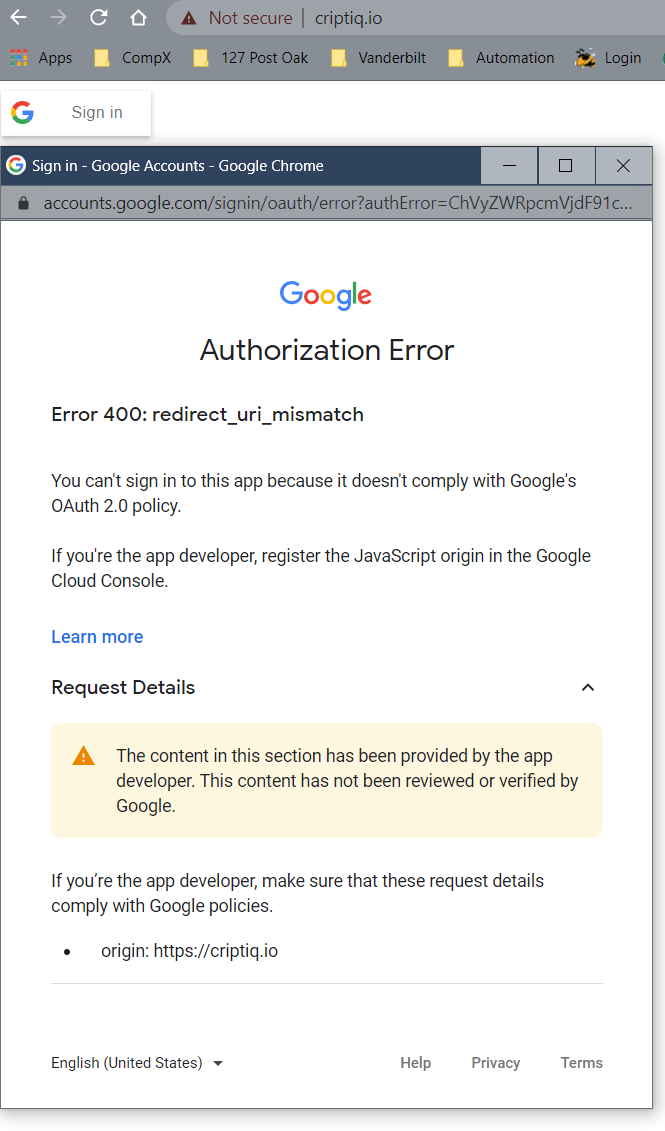 Not secure | criptiq.io
Apps CompX 127 Post Oak Vanderbilt Automation Login
Sign in
Sign in - Google Accounts - Google Chrome
accounts.google.com/signin/oauth/error?authError=ChVyZWRpcmVjdF91c...
Google
Authorization Error
Error 400: redirect_uri_mismatch
You can't sign in to this app because it doesn't comply with Google's
OAuth 2.0 policy.
If you're the app developer, register the JavaScript origin in the Google
Cloud Console.
Learn more
Request Details
The content in this section has been provided by the app
developer. This content has not been reviewed or verified by
Google.
If you’re the app developer, make sure that these request details
comply with Google policies.
• origin: https://criptiq.io
English (United States) Help Privacy Terms